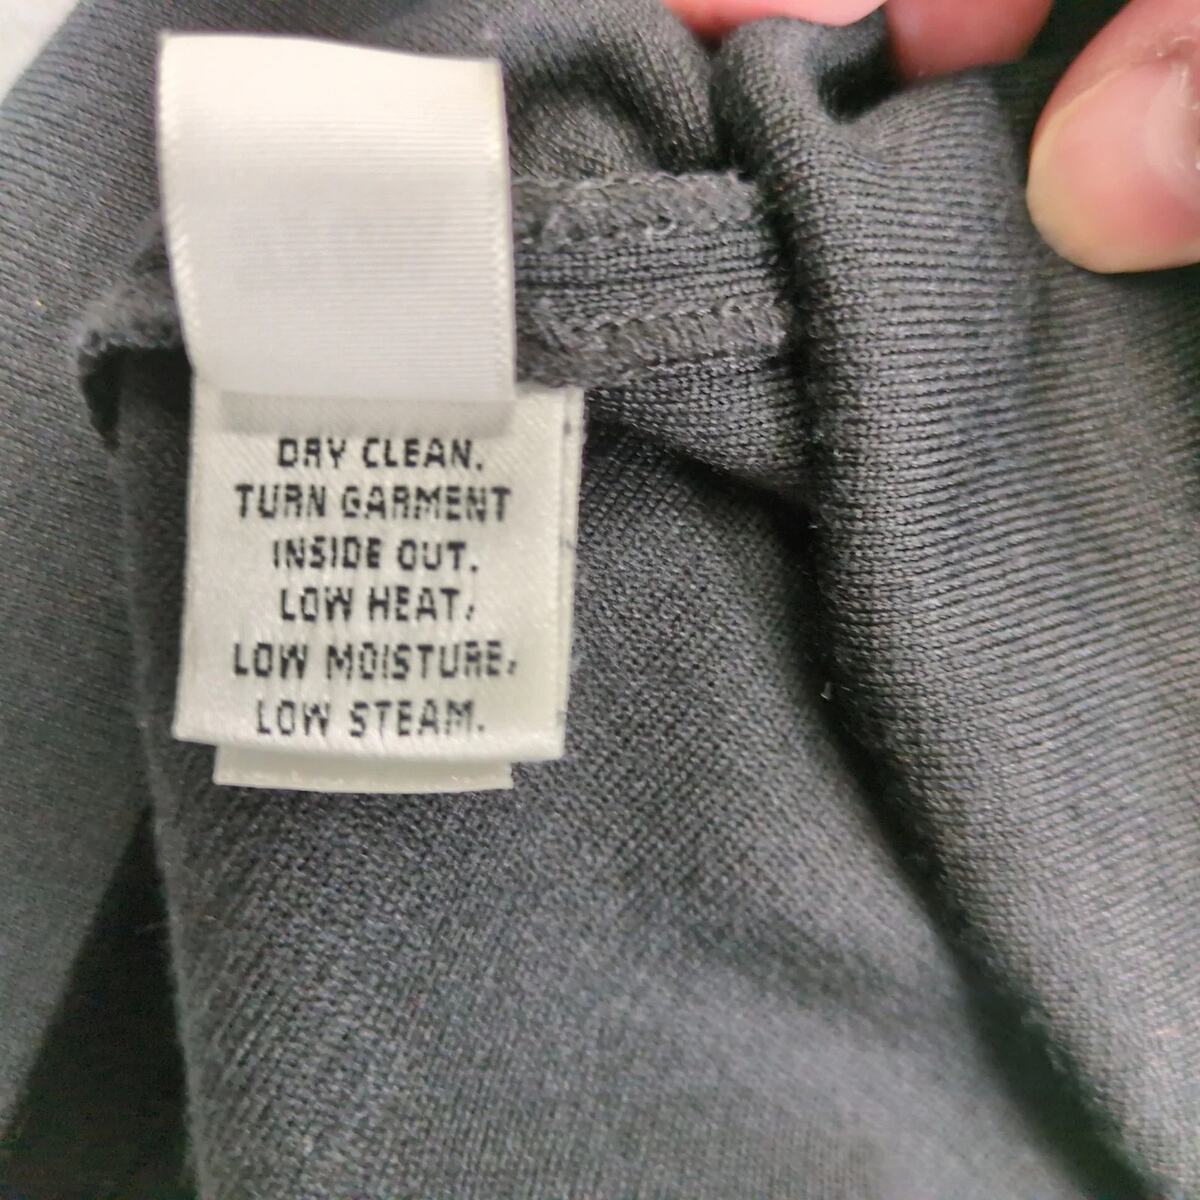 DRY CLEAN.
TURN GARMENT
INSIDE OUT.
LOW HEAT,
LOW MOISTURE,
LOW STEAM.